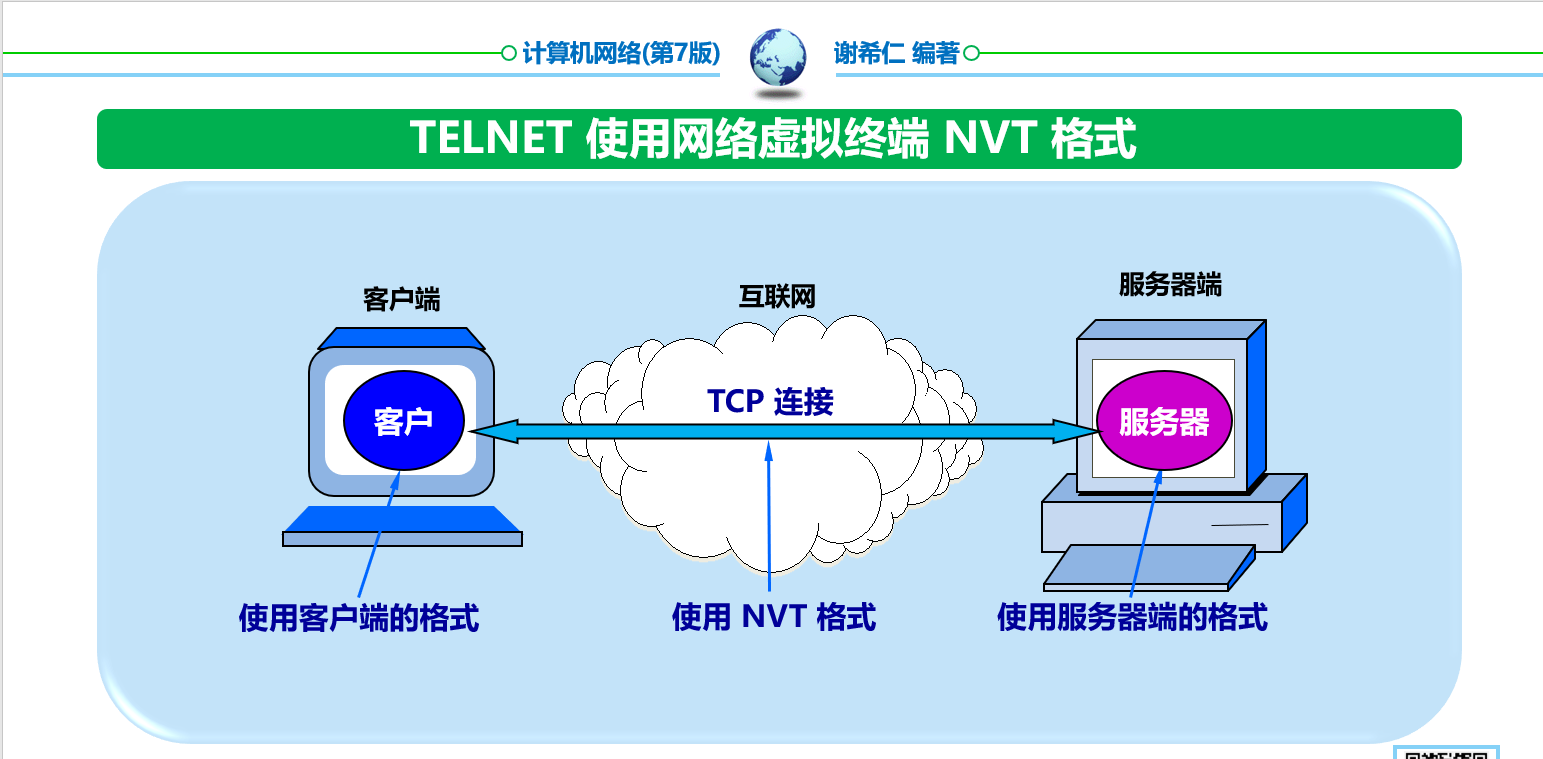 计算机网络(第7版) 谢希仁 编著
TELNET 使用网络虚拟终端 NVT 格式
客户端
互联网
服务器端
TCP 连接
客户
服务器
使用客户端的格式
使用 NVT 格式
使用服务器端的格式